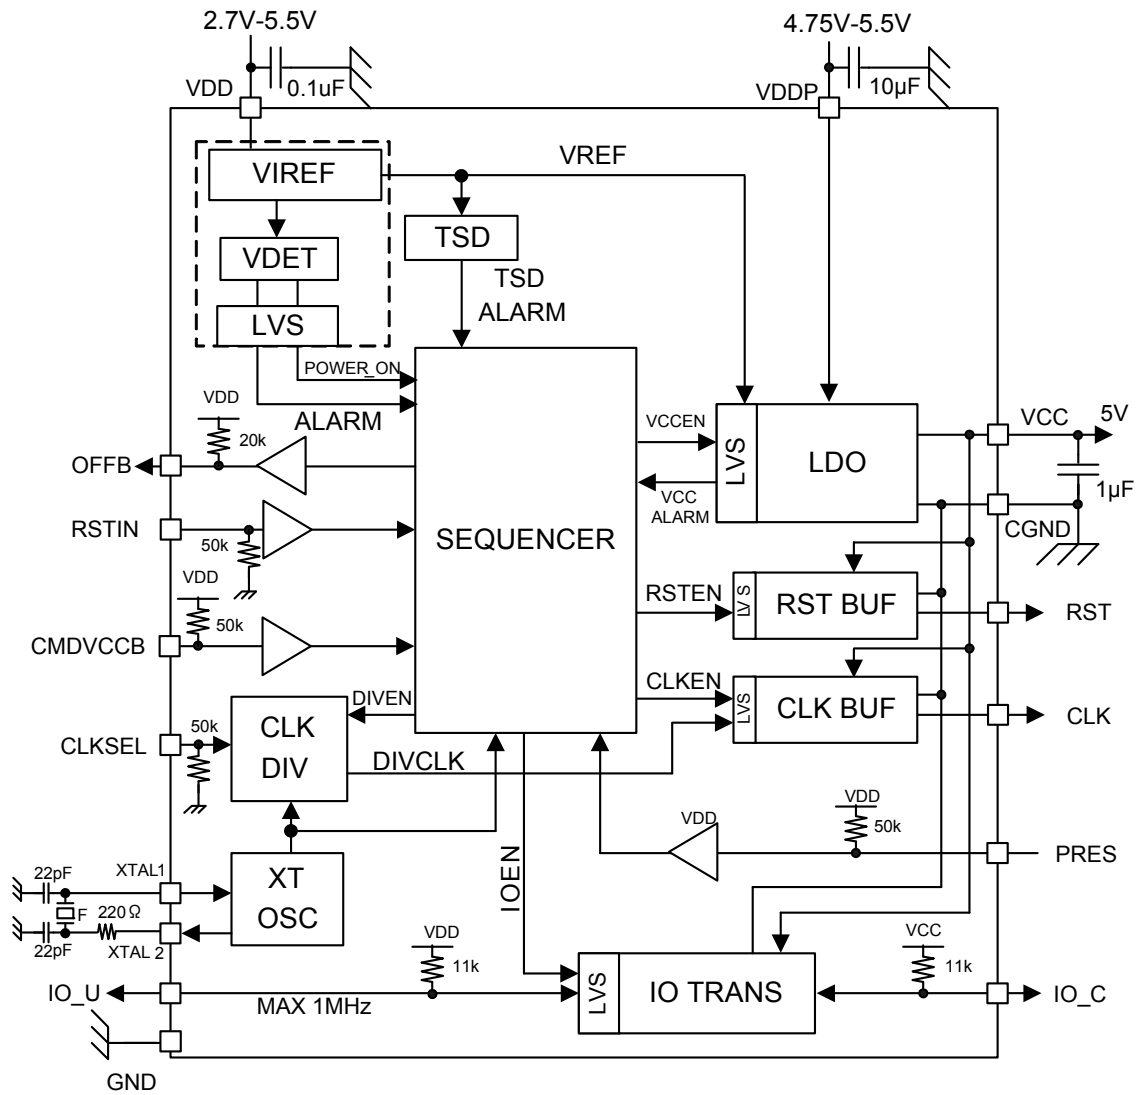 2.7V-5.5V
4.75V-5.5V
VDD
0.1uF
VDDP
10µF
VIREF
VREF
TSD
VDET
TSD
ALARM
LVS
POWER_ON
VDD
20k
ALARM
VCCEN
VCC
5V
OFFB
LVS
LDO
VCC
ALARM
1µF
RSTIN
50k
SEQUENCER
CGND
VDD
50k
RSTEN
LVS
RST BUF
RST
CMDVCCB
CLKEN
LVS
CLK BUF
CLK
DIVEN
50k
CLK
DIV
CLKSEL
DIVCLK
VDD
VDD
50k
PRES
IOEN
22pF
XTAL1
XT
OSC
F
220Ω
22pF
XTAL 2
VDD
11k
VCC
11k
IO_U
MAX 1MHz
LVS
IO TRANS
IO_C
GND